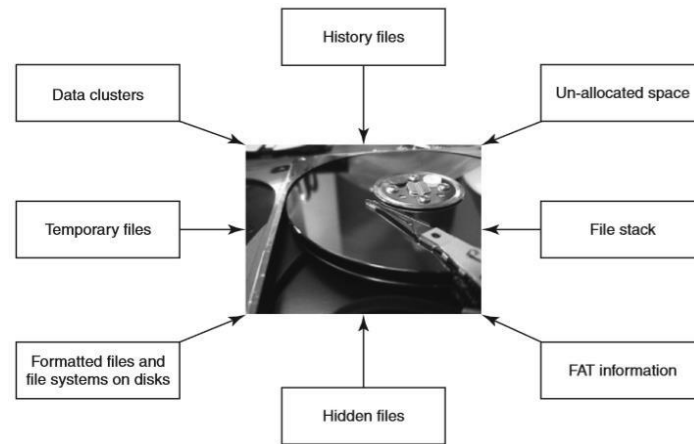 History files
Data clusters
Un-allocated space
Temporary files
File stack
Formatted files and
file systems on disks
FAT information
Hidden files